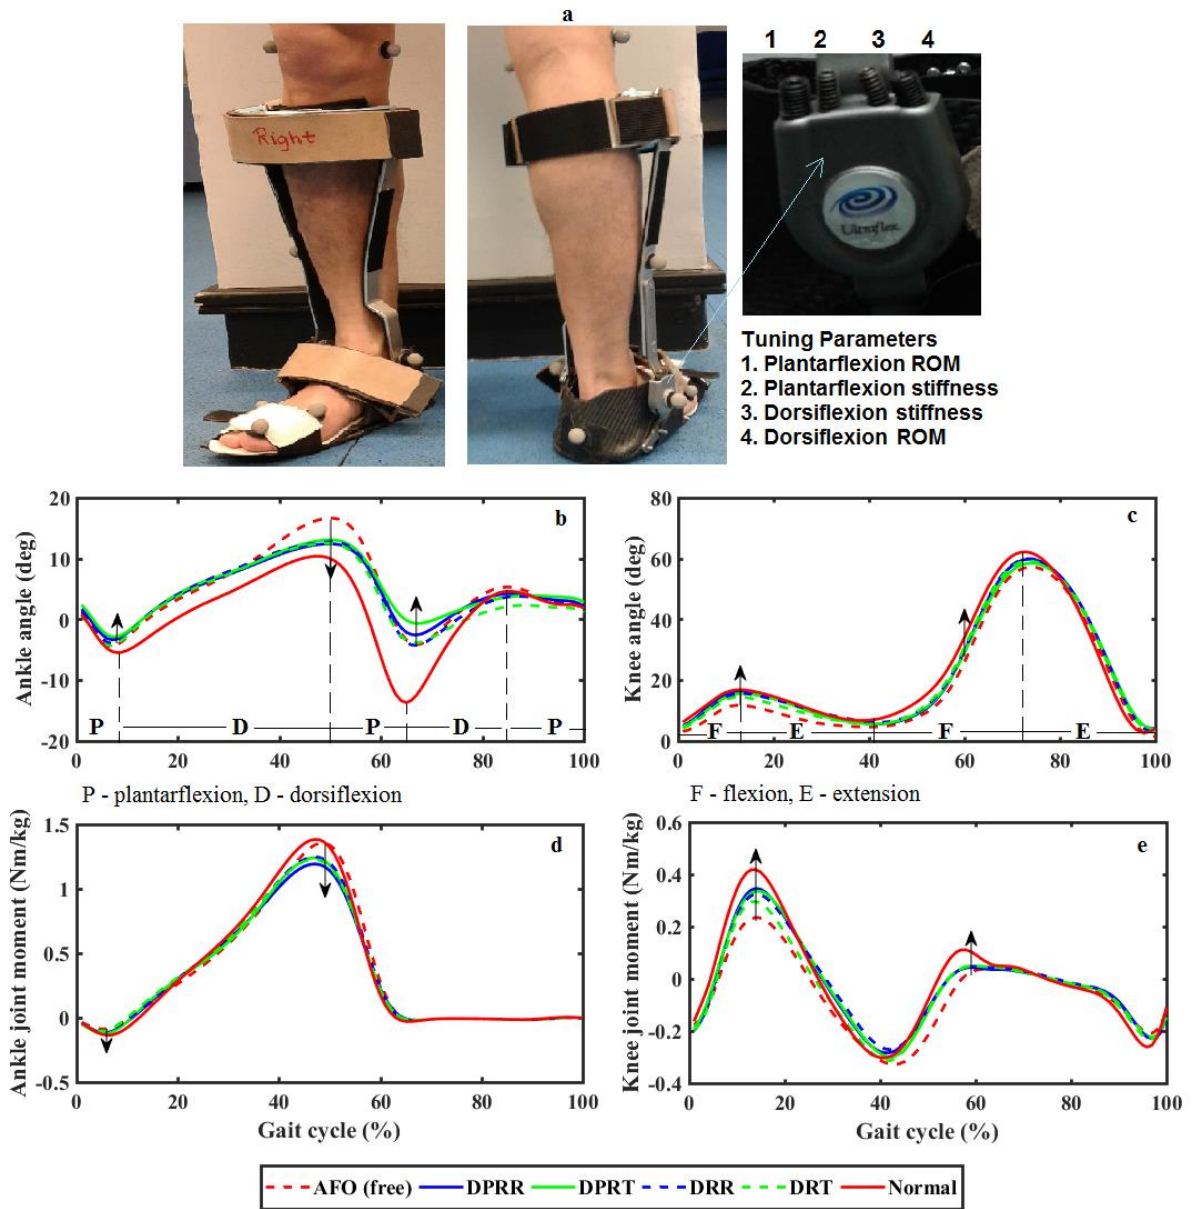 a
1 2 3 4
Right
Ultraflex
Tuning Parameters
1. Plantarflexion ROM
2. Plantarflexion stiffness
3. Dorsiflexion stiffness
4. Dorsiflexion ROM
b
Ankle angle (deg)
20
10
0
-10
-20
P D P D P
0 20 40 60 80 100
P - plantarflexion, D - dorsiflexion
c
Knee angle (deg)
80
60
40
20
0
F E F E
0 20 40 60 80 100
F - flexion, E - extension
d
Ankle joint moment (Nm/kg)
1.5
1
0.5
0
-0.5
0 20 40 60 80 100
Gait cycle (%)
e
Knee joint moment (Nm/kg)
0.6
0.4
0.2
0
-0.2
-0.4
0 20 40 60 80 100
Gait cycle (%)
AFO (free) DPRR DPRT DRR DRT Normal